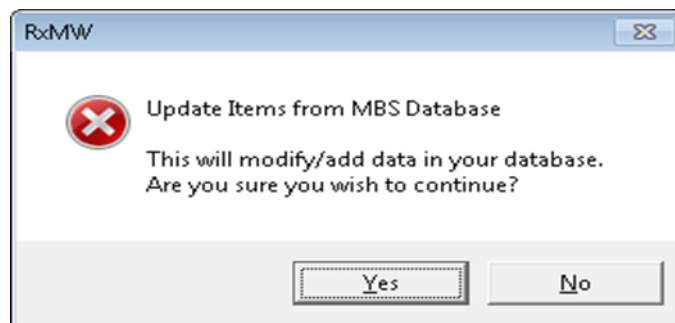 RxMW
Update Items from MBS Database
This will modify/add data in your database.
Are you sure you wish to continue?
Yes
No